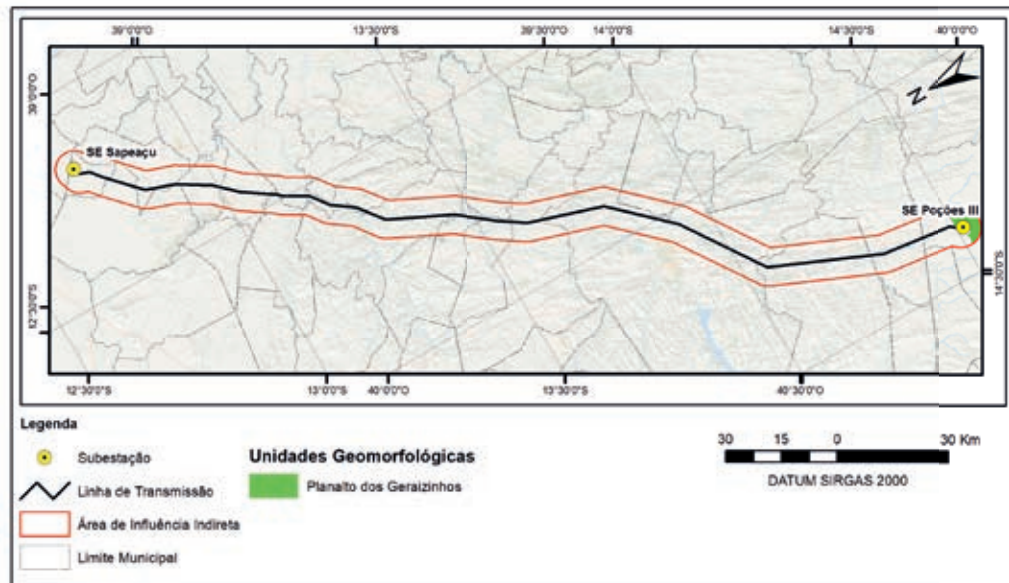 39°0'0"O
13°30'0"S
39°30'0"O
14°0'0"S
14°30'0"S
40°0'0"O
39°0'0"O
N
SE Sapeaçu
SE Poções III
14°30'0"S
12°30'0"S
12°30'0"S
13°0'0"S
40°0'0"O
13°30'0"S
40°30'0"O
Legenda
Subestação
Linha de Transmissão
Área de Influência Indireta
Limite Municipal
Unidades Geomorfológicas
Planalto dos Geraizinhos
30 15 0 30 Km
DATUM SIRGAS 2000